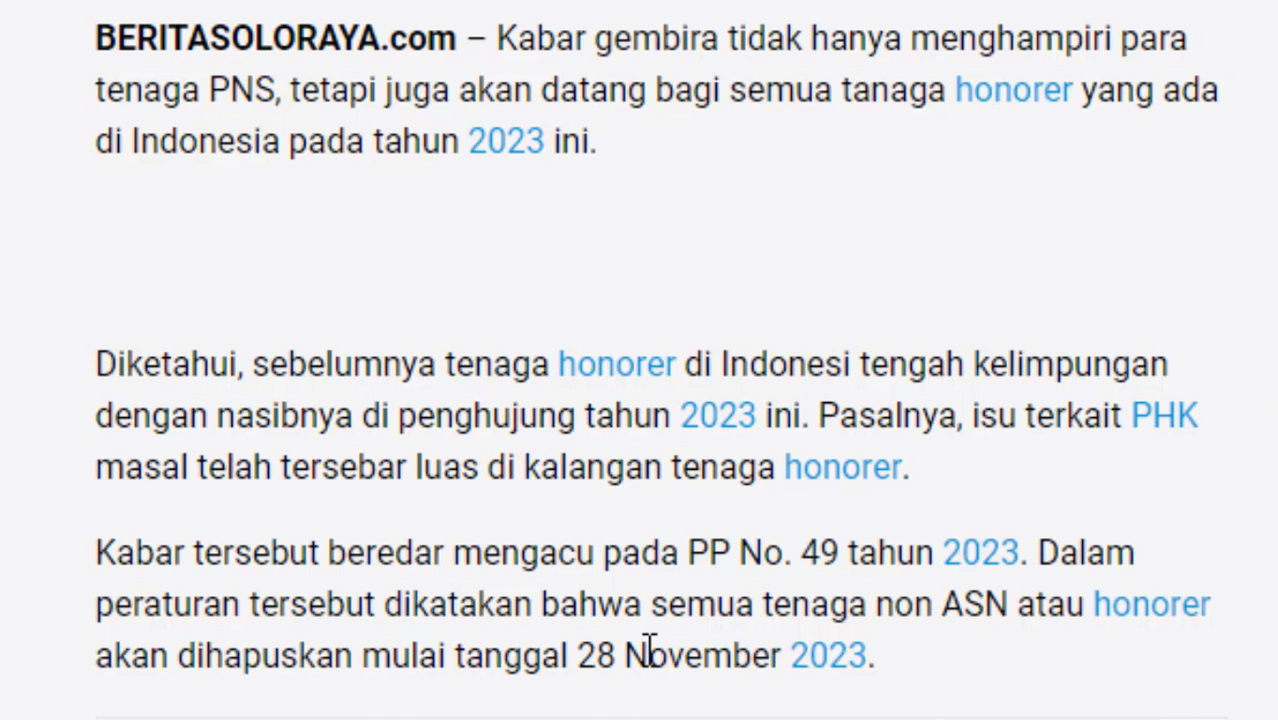 BERITASOLORAYA.com – Kabar gembira tidak hanya menghampiri para
tenaga PNS, tetapi juga akan datang bagi semua tanaga honorer yang ada
di Indonesia pada tahun 2023 ini.
Diketahui, sebelumnya tenaga honorer di Indonesi tengah kelimpungan
dengan nasibnya di penghujung tahun 2023 ini. Pasalnya, isu terkait PHK
masal telah tersebar luas di kalangan tenaga honorer.
Kabar tersebut beredar mengacu pada PP No. 49 tahun 2023. Dalam
peraturan tersebut dikatakan bahwa semua tenaga non ASN atau honorer
akan dihapuskan mulai tanggal 28 November 2023.